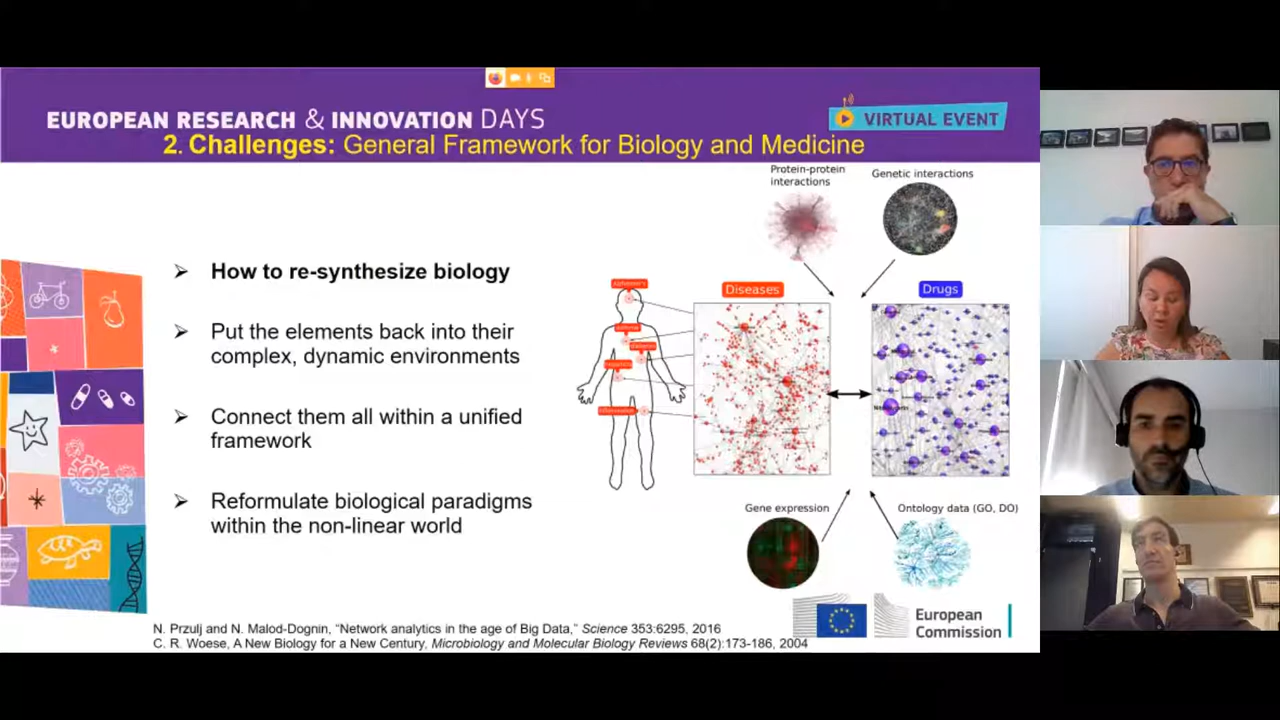 EUROPEAN RESEARCH & INNOVATION DAYS
VIRTUAL EVENT
2. Challenges: General Framework for Biology and Medicine
Protein-protein
interactions
Genetic interactions
➢ How to re-synthesize biology
➢ Put the elements back into their
complex, dynamic environments
➢ Connect them all within a unified
framework
➢ Reformulate biological paradigms
within the non-linear world
Diseases
Drugs
Gene expression
Ontology data (GO, DO)
European
Commission
N. Przulj and N. Malod-Dognin, “Network analytics in the age of Big Data,” Science 353:6295, 2016
C. R. Woese, A New Biology for a New Century, Microbiology and Molecular Biology Reviews 68(2):173-186, 2004